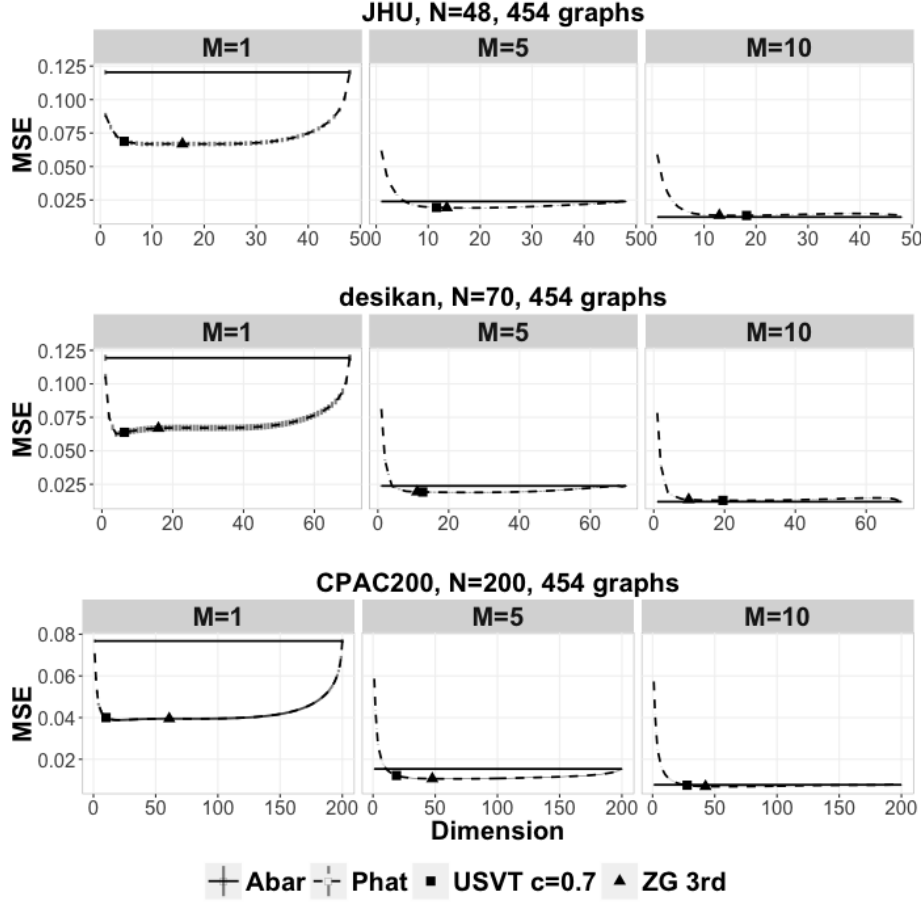 JHU, N=48, 454 graphs
M=1 M=5 M=10
MSE
0.125
0.100
0.075
0.050
0.025
0 10 20 30 40 50 0 10 20 30 40 50 0 10 20 30 40 50
desikan, N=70, 454 graphs
M=1 M=5 M=10
MSE
0.125
0.100
0.075
0.050
0.025
0 20 40 60 0 20 40 60 0 20 40 60
CPAC200, N=200, 454 graphs
M=1 M=5 M=10
MSE
0.08
0.06
0.04
0.02
0 50 100 150 200 0 50 100 150 200 0 50 100 150 200
Dimension
Abar Phat USVT c=0.7 ZG 3rd